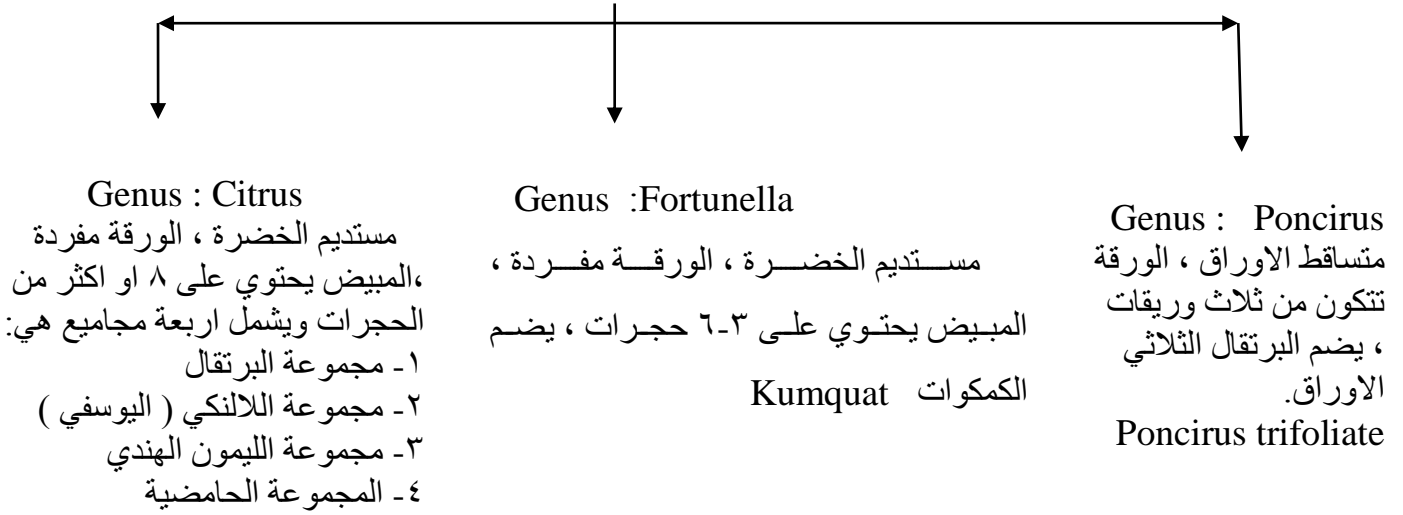 Genus : Citrus
مستديم الخضرة ، الورقة مفردة
،المبيض يحتوي على ٨ او اكثر من
الحجرات ويشمل اربعة مجاميع هي:
١- مجموعة البرتقال
٢- مجموعة اللالنكي ( اليوسفي )
٣- مجموعة الليمون الهندي
٤- المجموعة الحامضية
Genus :Fortunella
مستديم الخضرة ، الورقة مفردة ،
المبيض يحتوي على ٣-٦ حجرات ، يضم
الكمكوات Kumquat
Genus : Poncirus
متساقط الاوراق ، الورقة
تتكون من ثلاث وريقات
، يضم البرتقال الثلاثي
الاوراق.
Poncirus trifoliate